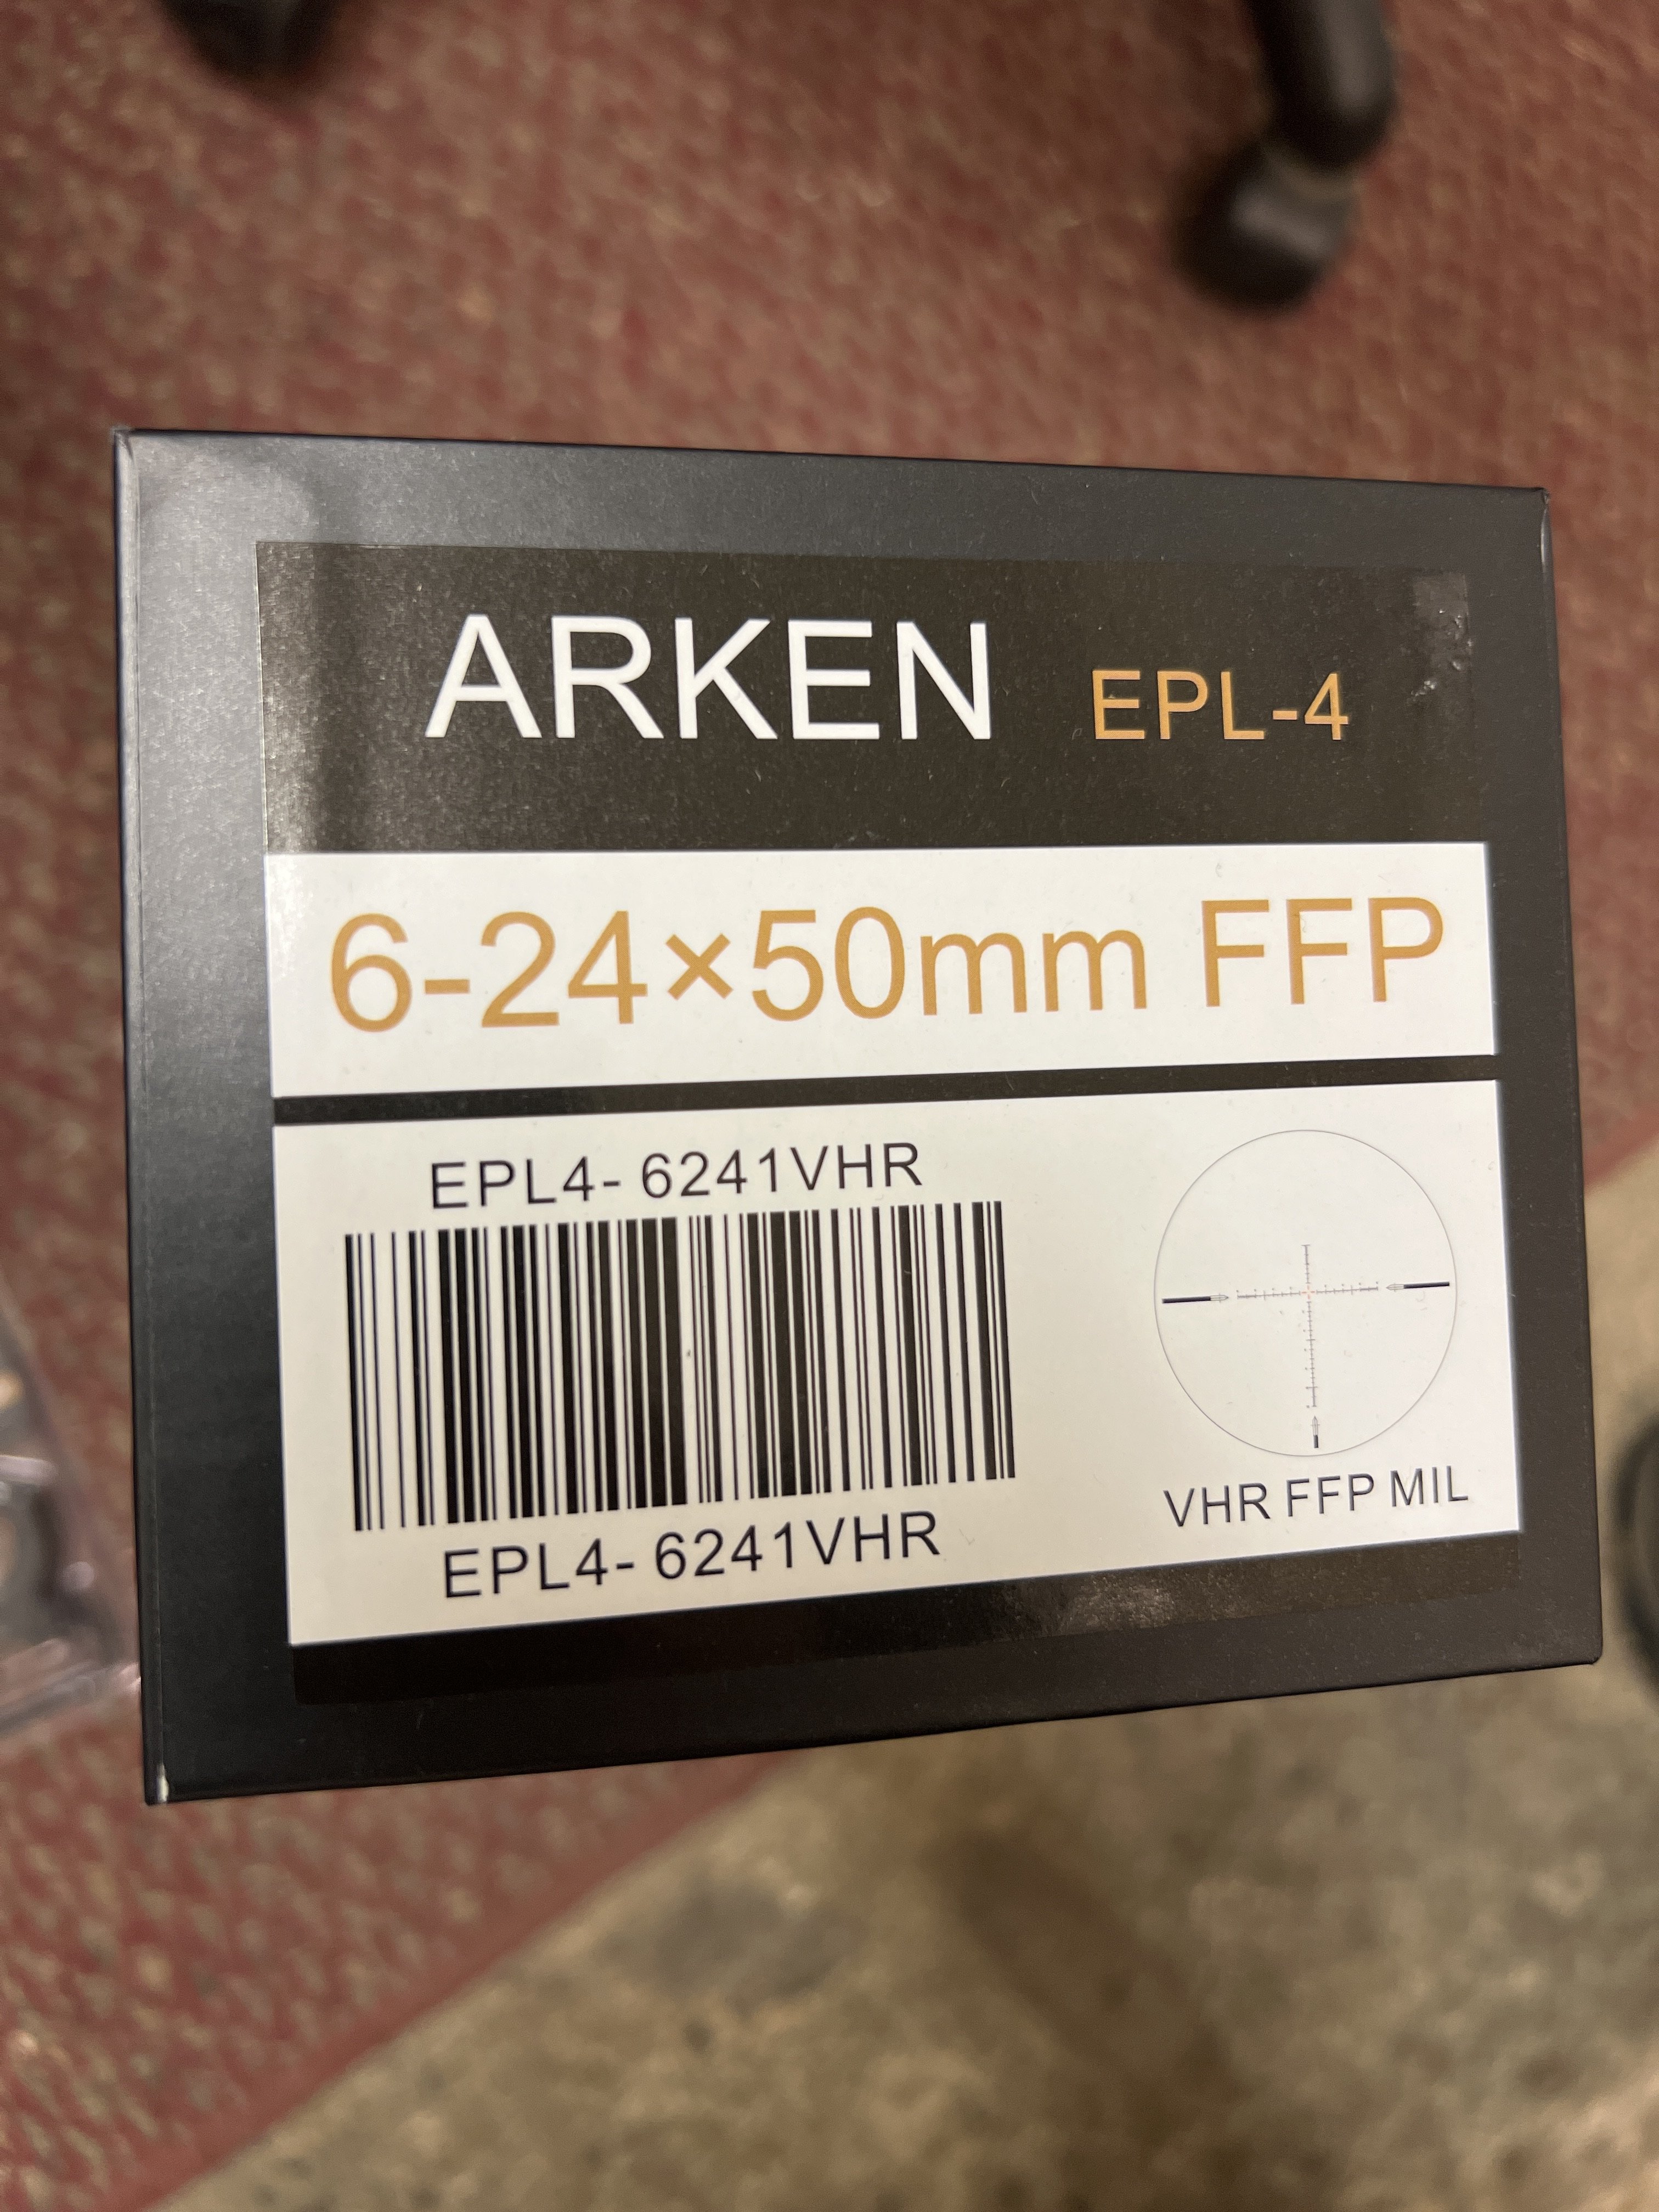 ARKEN EPL-4
6-24×50mm FFP
EPL4- 6241VHR
EPL4- 6241VHR
VHR FFP MIL